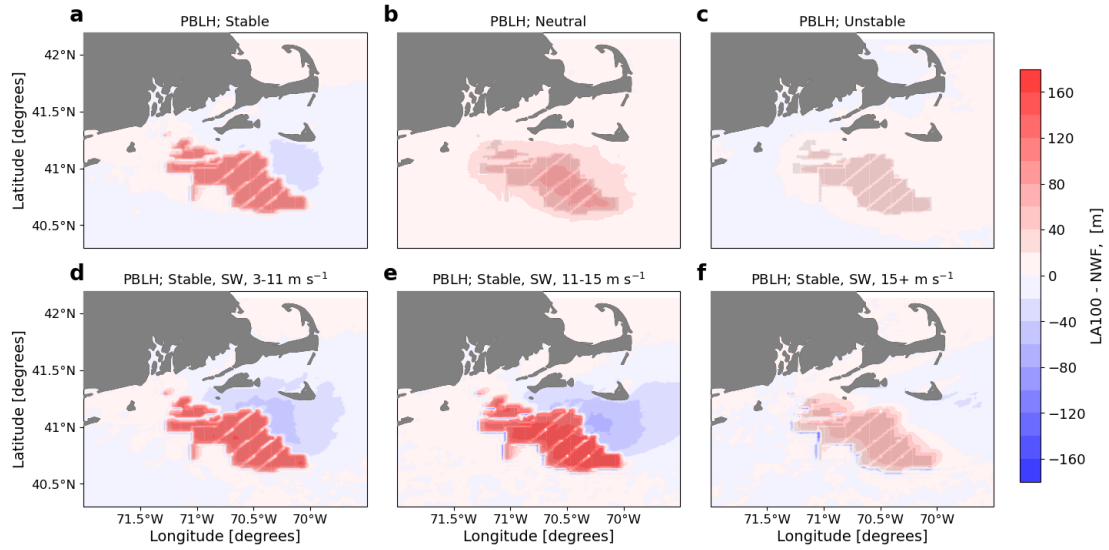 a PBLH; Stable
b PBLH; Neutral
c PBLH; Unstable
42°N
41.5°N
41°N
40.5°N
Latitude [degrees]
d PBLH; Stable, SW, 3-11 m s⁻¹
e PBLH; Stable, SW, 11-15 m s⁻¹
f PBLH; Stable, SW, 15+ m s⁻¹
42°N
41.5°N
41°N
40.5°N
Latitude [degrees]
71.5°W 71°W 70.5°W 70°W
71.5°W 71°W 70.5°W 70°W
71.5°W 71°W 70.5°W 70°W
Longitude [degrees]
Longitude [degrees]
Longitude [degrees]
160
120
80
40
0
−40
−80
−120
−160
LA100 - NWF, [m]